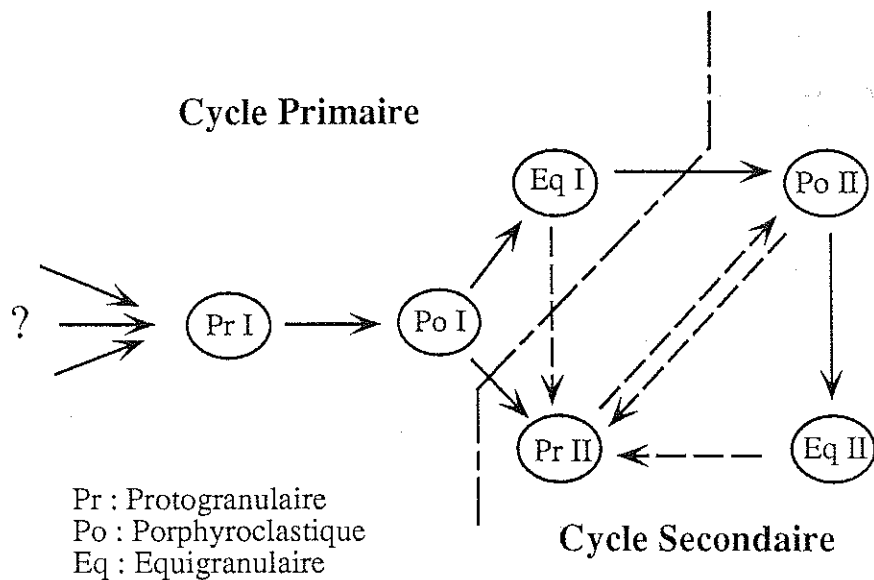 Cycle Primaire
Eq I
Po II
?
Pr I
Po I
Pr II
Eq II
Pr : Protogranulaire
Po : Porphyroclastique
Eq : Equigranulaire
Cycle Secondaire